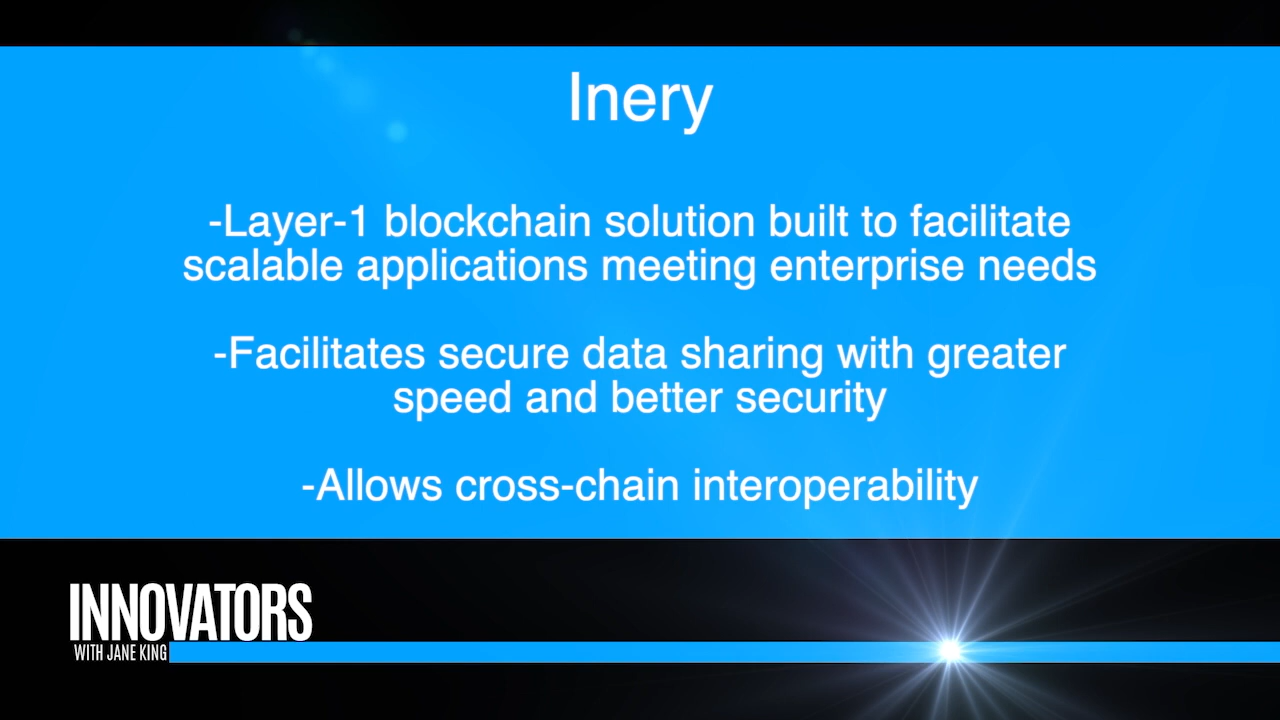 Inery
-Layer-1 blockchain solution built to facilitate
scalable applications meeting enterprise needs
-Facilitates secure data sharing with greater
speed and better security
-Allows cross-chain interoperability
INNOVATORS
WITH JANE KING